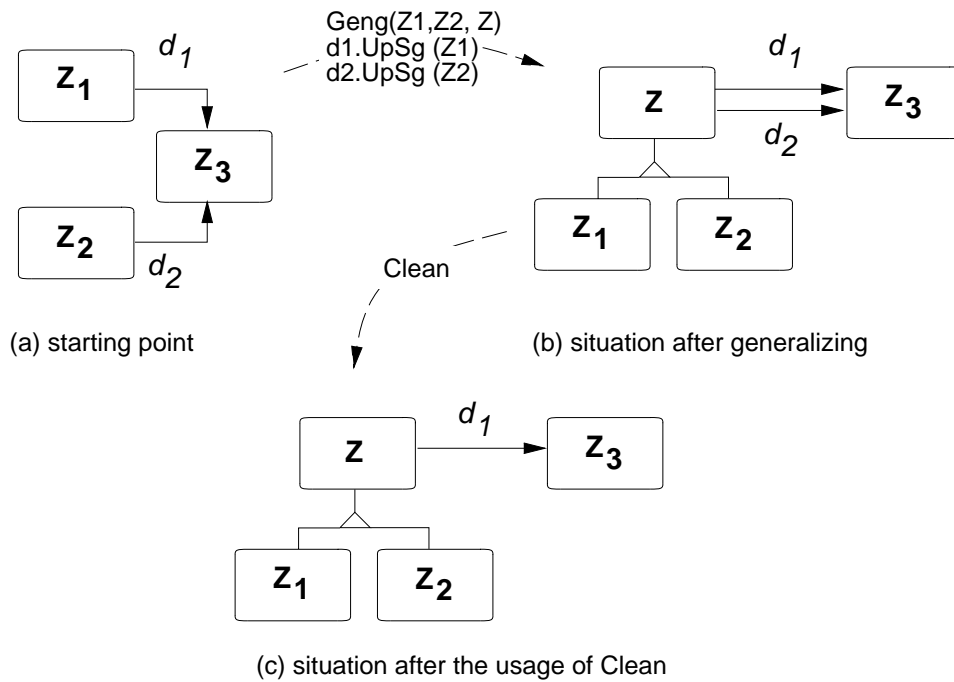 Geng(Z1,Z2, Z)
d1.UpSg (Z1)
d2.UpSg (Z2)
d1
Z1
Z3
Z2
d2
(a) starting point
d1
Z
Z3
d2
Z1
Z2
(b) situation after generalizing
Clean
d1
Z
Z3
Z1
Z2
(c) situation after the usage of Clean